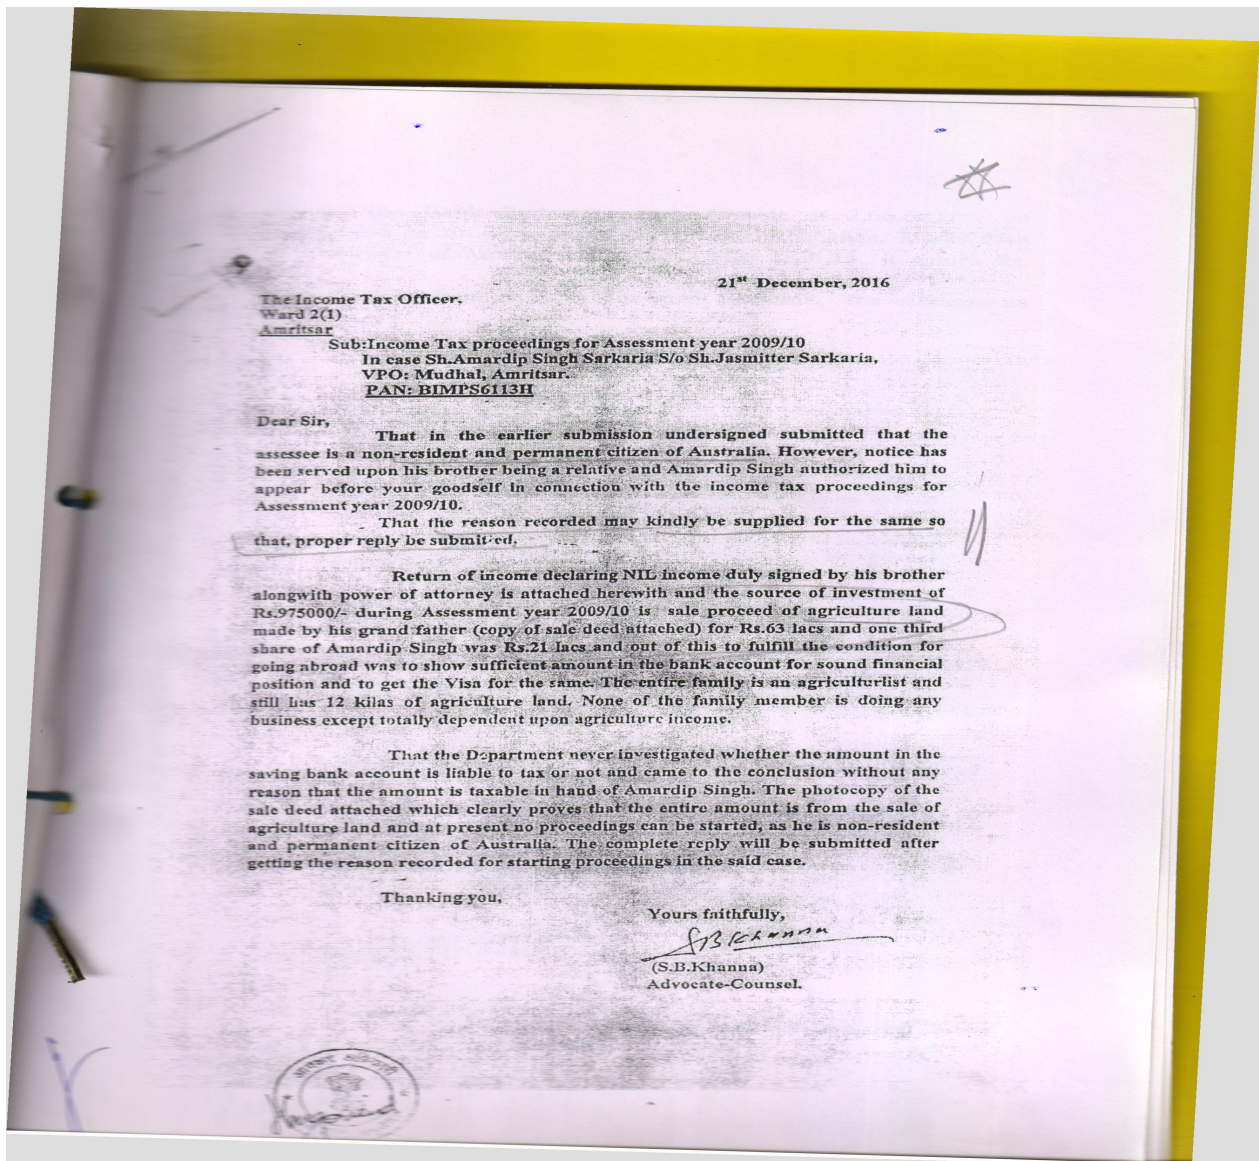 21st December, 2016
The Income Tax Officer.
Ward 2(1)
Amritsar
Sub:Income Tax proceedings for Assessment year 2009/10
In case Sh.Amardip Singh Sarkaria S/o Sh.Jasmitter Sarkaria,
VPO: Mudhal, Amritsar.
PAN: BIMPS6113H
Dear Sir,
That in the earlier submission undersigned submitted that the
assessee is a non-resident and permanent citizen of Australia. However, notice has
been served upon his brother being a relative and Amardip Singh authorized him to
appear before your goodself in connection with the income tax proceedings for
Assessment year 2009/10.
That the reason recorded may kindly be supplied for the same so
that, proper reply be submitted.
Return of income declaring NIL income duly signed by his brother
alongwith power of attorney is attached herewith and the source of investment of
Rs.975000/- during Assessment year 2009/10 is sale proceed of agriculture land
made by his grand father (copy of sale deed attached) for Rs.63 lacs and one third
share of Amardip Singh was Rs.21 lacs and out of this to fulfill the condition for
going abroad was to show sufficient amount in the bank account for sound financial
position and to get the Visa for the same. The entire family is an agriculturlist and
still has 12 kilas of agriculture land. None of the family member is doing any
business except totally dependent upon agriculture income.
That the Department never investigated whether the amount in the
saving bank account is liable to tax or not and came to the conclusion without any
reason that the amount is taxable in hand of Amardip Singh. The photocopy of the
sale deed attached which clearly proves that the entire amount is from the sale of
agriculture land and at present no proceedings can be started, as he is non-resident
and permanent citizen of Australia. The complete reply will be submitted after
getting the reason recorded for starting proceedings in the said case.
Thanking you,
Yours faithfully,
SB Khanna
(S.B.Khanna)
Advocate-Counsel.